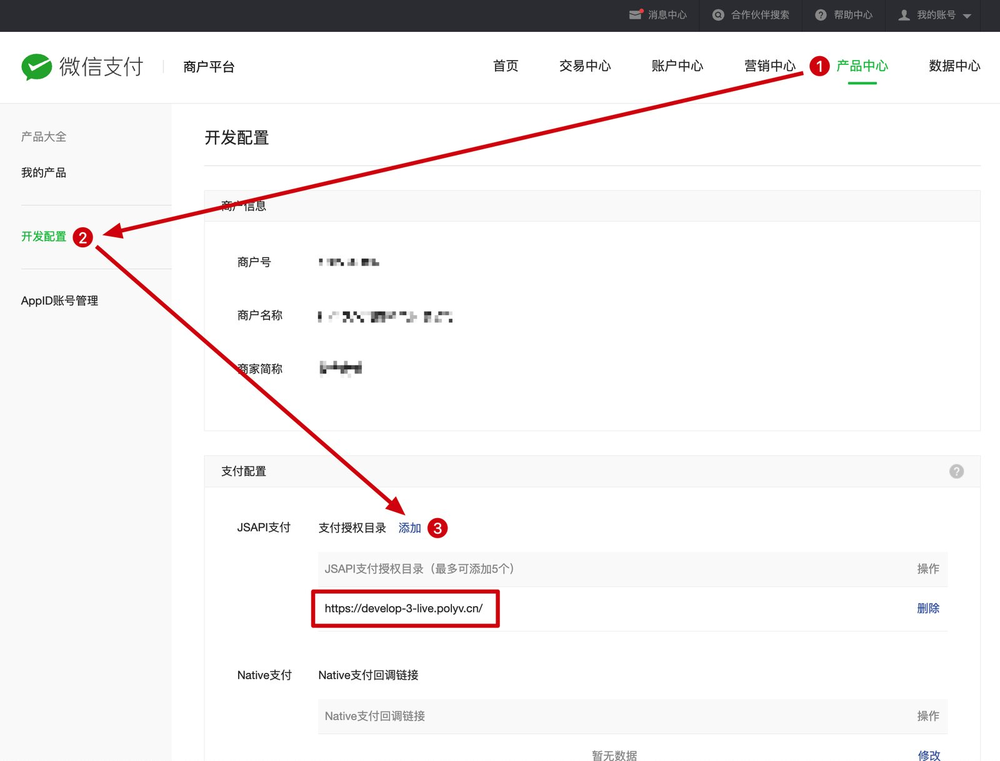 消息中心 合作伙伴搜索 帮助中心 我的账号
微信支付 商户平台 首页 交易中心 账户中心 营销中心 1 产品中心 数据中心
产品大全
我的产品
开发配置 2
AppID账号管理
开发配置
商户信息
商户号
商户名称
商家简称
支付配置 ?
JSAPI支付 支付授权目录 添加 3
JSAPI支付授权目录（最多可添加5个） 操作
https://develop-3-live.polyv.cn/ 删除
Native支付 Native支付回调链接
Native支付回调链接 操作
暂无数据 修改